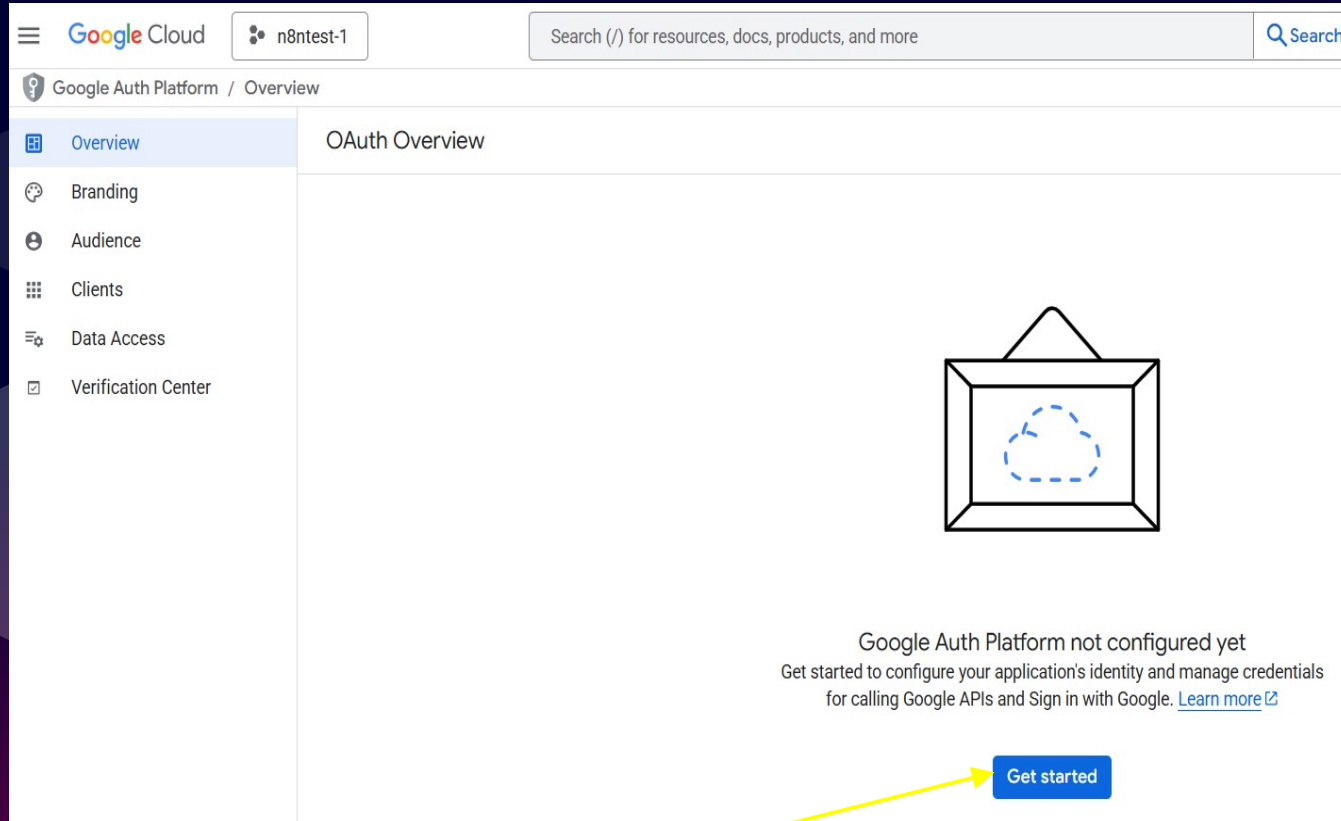 Google Cloud
n8ntest-1
Search (/) for resources, docs, products, and more
Search
Google Auth Platform / Overview
Overview
Branding
Audience
Clients
Data Access
Verification Center
OAuth Overview
Google Auth Platform not configured yet
Get started to configure your application's identity and manage credentials
for calling Google APIs and Sign in with Google. Learn more
Get started